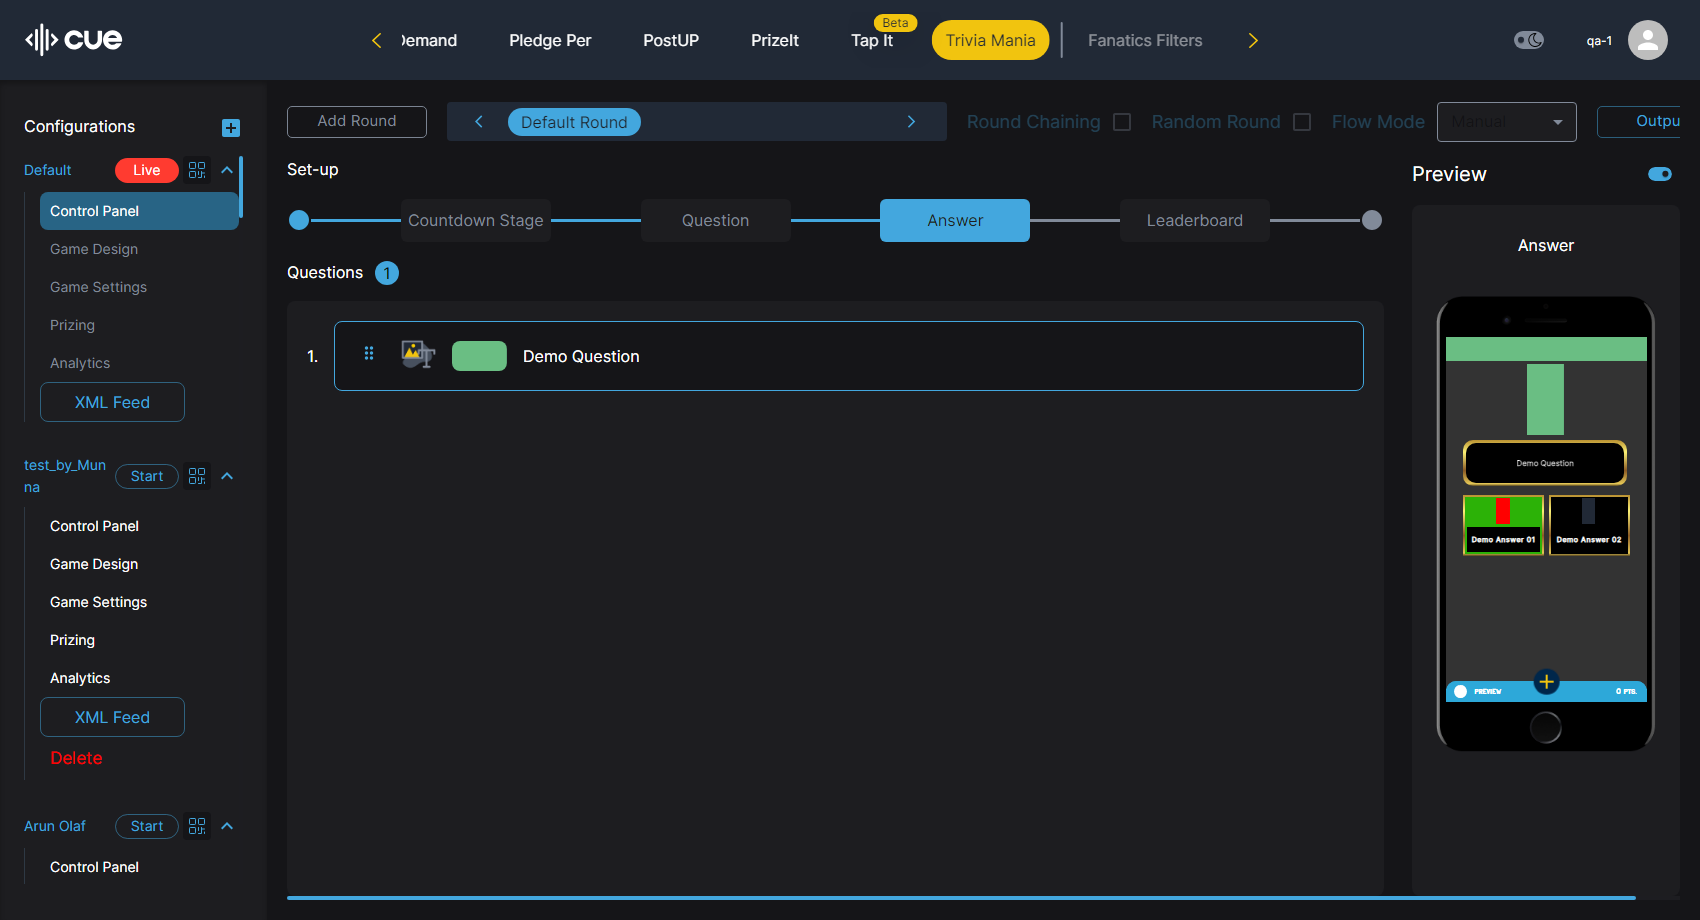 cue
Demand
Pledge Per
PostUP
PrizeIt
Tap It
Beta
Trivia Mania
Fanatics Filters
qa-1
Configurations
Default
Live
Control Panel
Game Design
Game Settings
Prizing
Analytics
XML Feed
test_by_Mun
na
Start
Control Panel
Game Design
Game Settings
Prizing
Analytics
XML Feed
Delete
Arun Olaf
Start
Control Panel
Add Round
Default Round
Round Chaining
Random Round
Flow Mode
Manual
Outpu
Set-up
Countdown Stage
Question
Answer
Leaderboard
Questions
1
1.
Demo Question
Preview
Answer
Demo Question
Demo Answer 01
Demo Answer 02
PREVIEW
0 PTS.